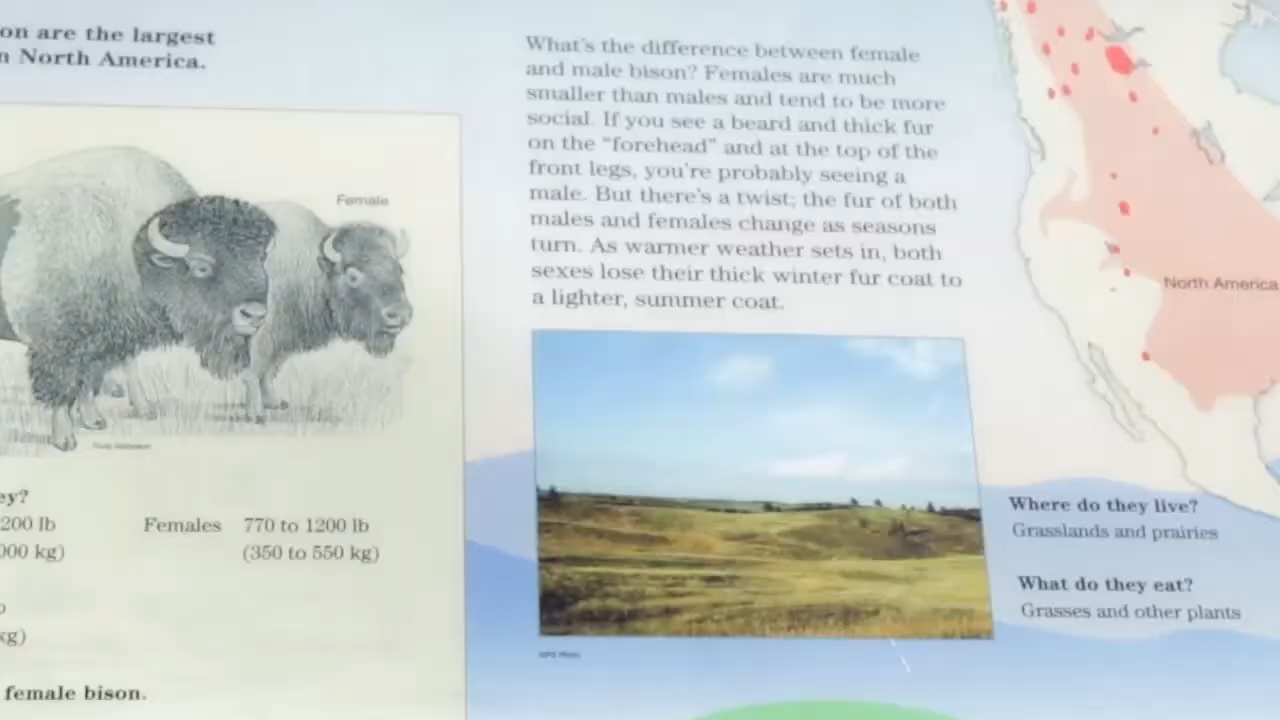 on are the largest
n North America.
Female
ey?
200 lb
000 kg)
Females 770 to 1200 lb
(350 to 550 kg)
kg)
female bison.
What's the difference between female
and male bison? Females are much
smaller than males and tend to be more
social. If you see a beard and thick fur
on the "forehead" and at the top of the
front legs, you're probably seeing a
male. But there's a twist; the fur of both
males and females change as seasons
turn. As warmer weather sets in, both
sexes lose their thick winter fur coat to
a lighter, summer coat.
North America
Where do they live?
Grasslands and prairies
What do they eat?
Grasses and other plants